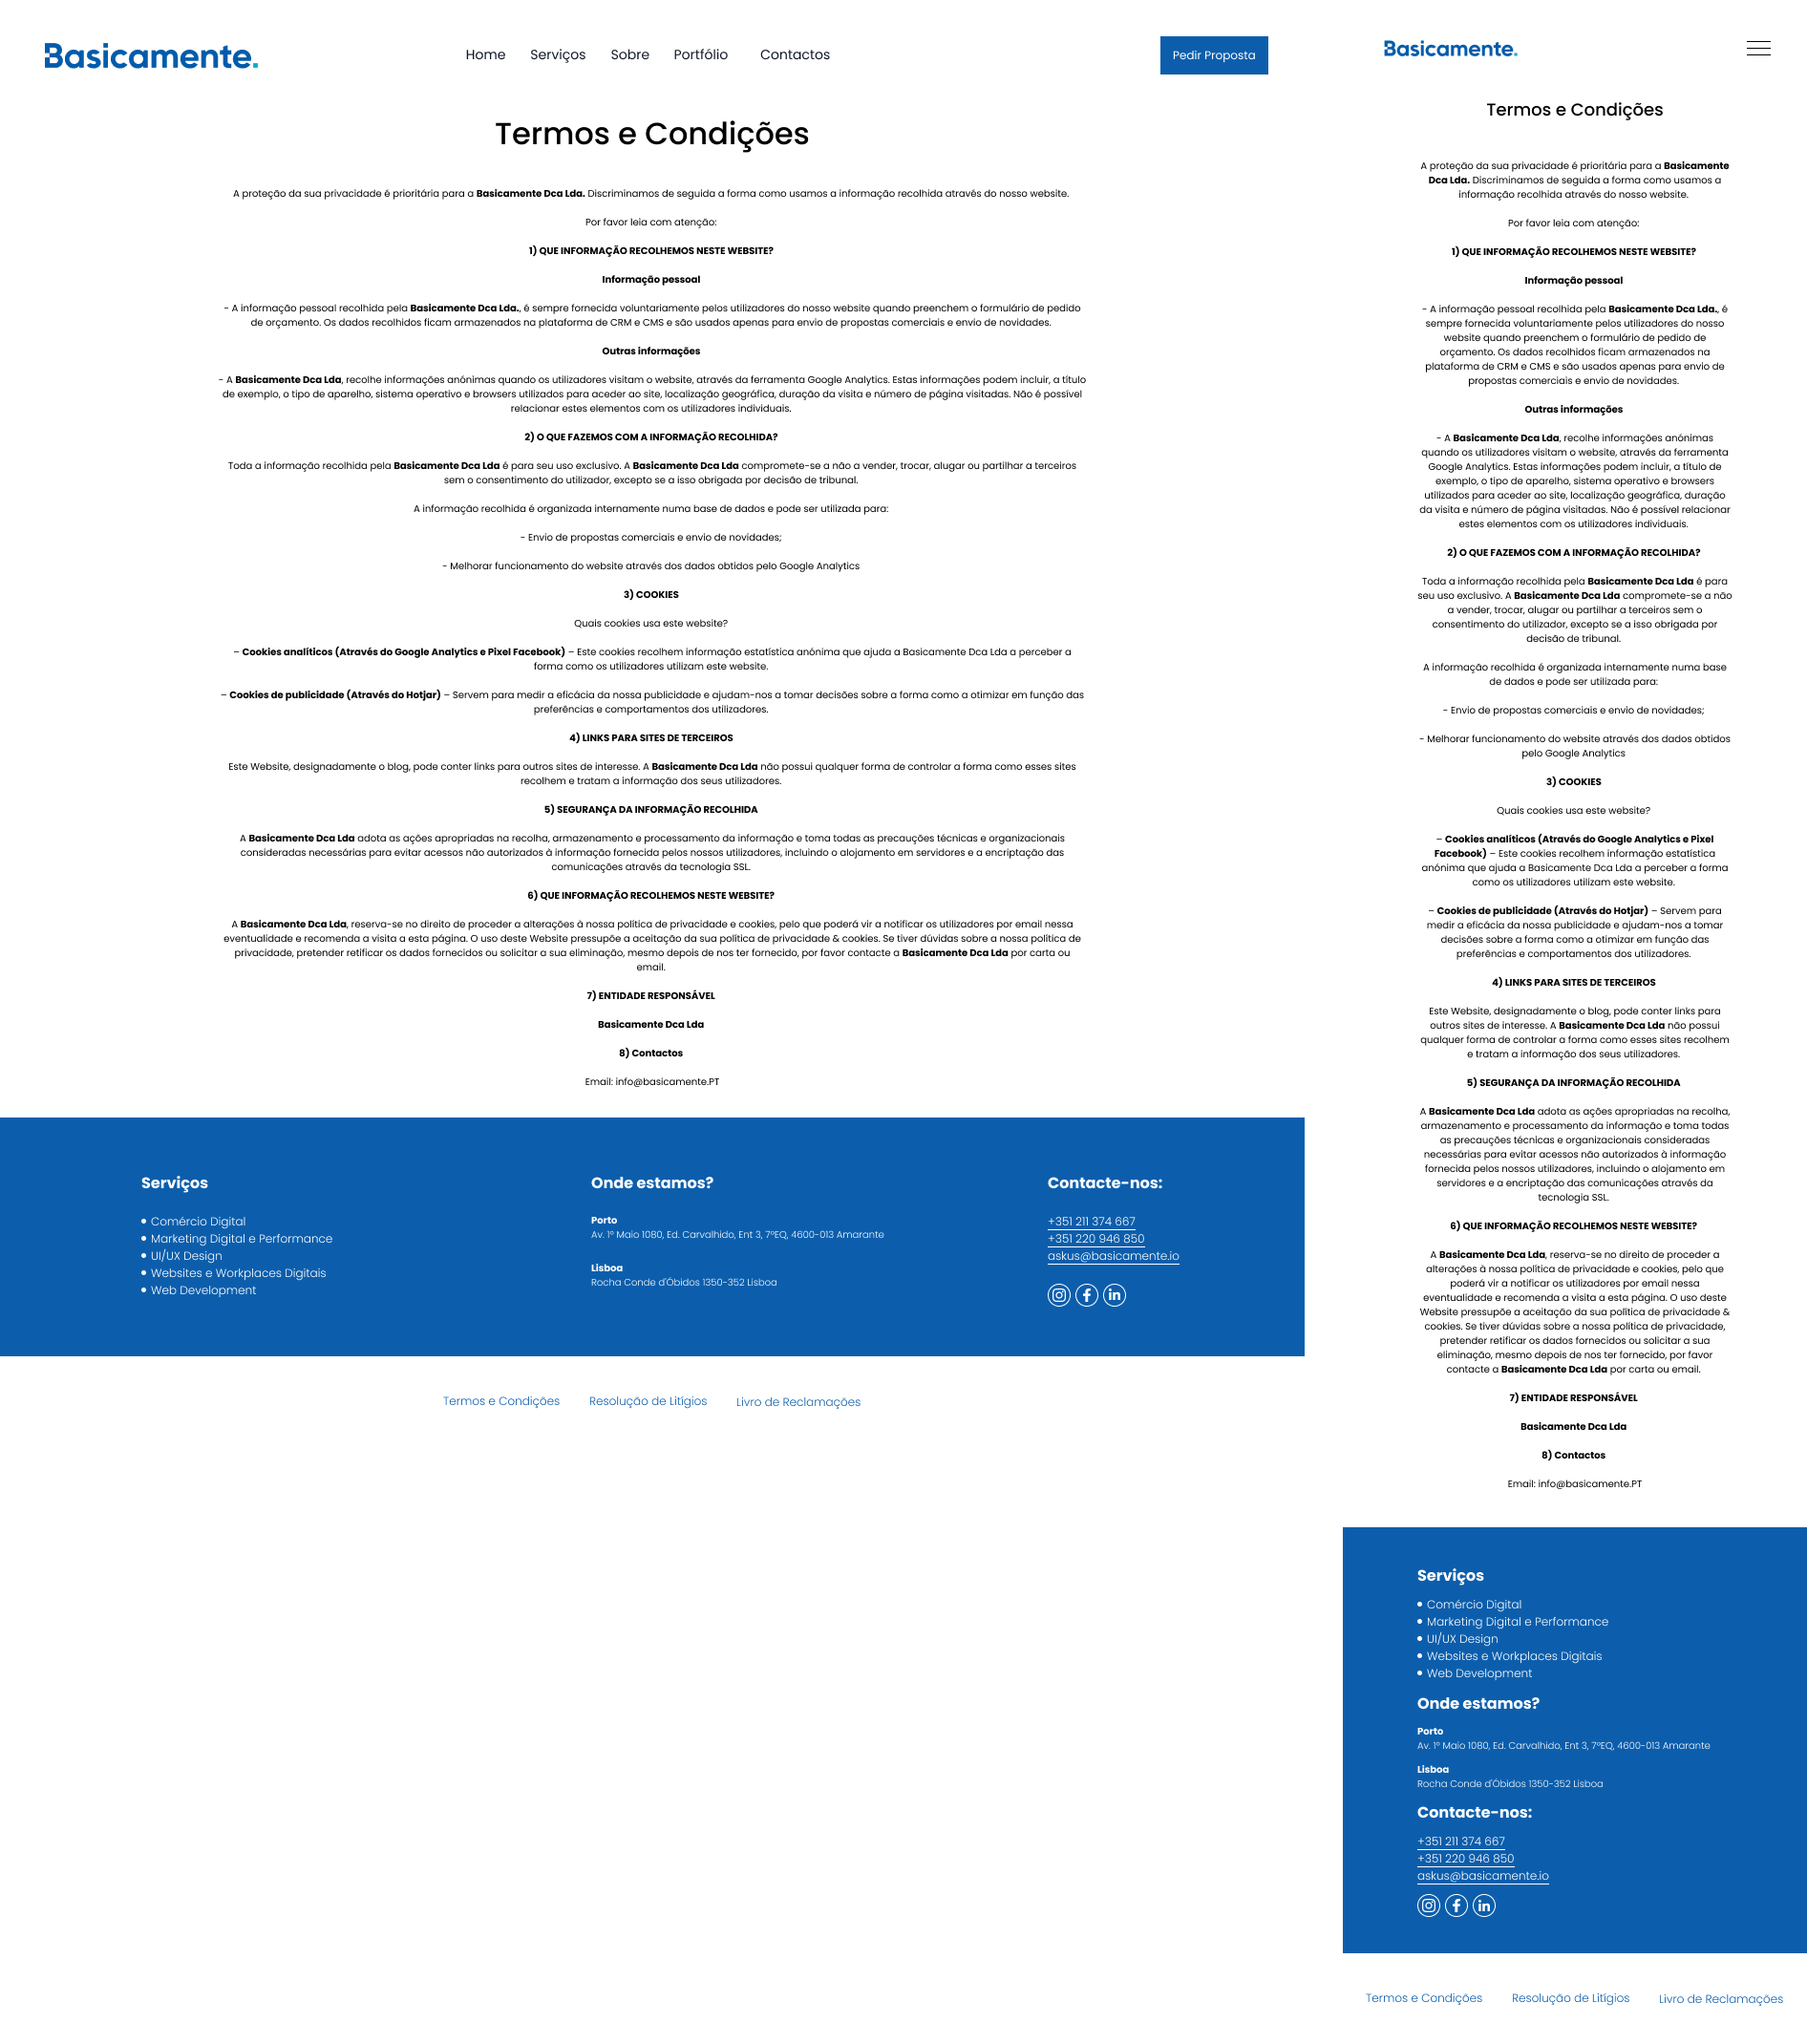 Basicamente.
Home Serviços Sobre Portfólio Contactos
Pedir Proposta
Termos e Condições
A proteção da sua privacidade é prioritária para a Basicamente Dca Lda. Discriminamos de seguida a forma como usamos a informação recolhida através do nosso website.
Por favor leia com atenção:
1) QUE INFORMAÇÃO RECOLHEMOS NESTE WEBSITE?
Informação pessoal
- A informação pessoal recolhida pela Basicamente Dca Lda., é sempre fornecida voluntariamente pelos utilizadores do nosso website quando preenchem o formulário de pedido
de orçamento. Os dados recolhidos ficam armazenados na plataforma de CRM e CMS e são usados apenas para envio de propostas comerciais e envio de novidades.
Outras informações
- A Basicamente Dca Lda, recolhe informações anónimas quando os utilizadores visitam o website, através da ferramenta Google Analytics. Estas informações podem incluir, a título
de exemplo, o tipo de aparelho, sistema operativo e browsers utilizados para aceder ao site, localização geográfica, duração da visita e número de página visitadas. Não é possível
relacionar estes elementos com os utilizadores individuais.
2) O QUE FAZEMOS COM A INFORMAÇÃO RECOLHIDA?
Toda a informação recolhida pela Basicamente Dca Lda é para seu uso exclusivo. A Basicamente Dca Lda compromete-se a não a vender, trocar, alugar ou partilhar a terceiros
sem o consentimento do utilizador, excepto se a isso obrigada por decisão de tribunal.
A informação recolhida é organizada internamente numa base de dados e pode ser utilizada para:
- Envio de propostas comerciais e envio de novidades;
- Melhorar funcionamento do website através dos dados obtidos pelo Google Analytics
3) COOKIES
Quais cookies usa este website?
– Cookies analíticos (Através do Google Analytics e Pixel Facebook) – Este cookies recolhem informação estatística anónima que ajuda a Basicamente Dca Lda a perceber a
forma como os utilizadores utilizam este website.
– Cookies de publicidade (Através do Hotjar) – Servem para medir a eficácia da nossa publicidade e ajudam-nos a tomar decisões sobre a forma como a otimizar em função das
preferências e comportamentos dos utilizadores.
4) LINKS PARA SITES DE TERCEIROS
Este Website, designadamente o blog, pode conter links para outros sites de interesse. A Basicamente Dca Lda não possui qualquer forma de controlar a forma como esses sites
recolhem e tratam a informação dos seus utilizadores.
5) SEGURANÇA DA INFORMAÇÃO RECOLHIDA
A Basicamente Dca Lda adota as ações apropriadas na recolha, armazenamento e processamento da informação e toma todas as precauções técnicas e organizacionais
consideradas necessárias para evitar acessos não autorizados à informação fornecida pelos nossos utilizadores, incluindo o alojamento em servidores e a encriptação das
comunicações através da tecnologia SSL.
6) QUE INFORMAÇÃO RECOLHEMOS NESTE WEBSITE?
A Basicamente Dca Lda, reserva-se no direito de proceder a alterações à nossa política de privacidade e cookies, pelo que poderá vir a notificar os utilizadores por email nessa
eventualidade e recomenda a visita a esta página. O uso deste Website pressupõe a aceitação da sua política de privacidade & cookies. Se tiver dúvidas sobre a nossa política de
privacidade, pretender retificar os dados fornecidos ou solicitar a sua eliminação, mesmo depois de nos ter fornecido, por favor contacte a Basicamente Dca Lda por carta ou
email.
7) ENTIDADE RESPONSÁVEL
Basicamente Dca Lda
8) Contactos
Email: info@basicamente.PT
Serviços
Comércio Digital
Marketing Digital e Performance
UI/UX Design
Websites e Workplaces Digitais
Web Development
Onde estamos?
Porto
Av. 1º Maio 1080, Ed. Carvalhido, Ent 3, 7ºEQ, 4600-013 Amarante
Lisboa
Rocha Conde d'Óbidos 1350-352 Lisboa
Contacte-nos:
+351 211 374 667
+351 220 946 850
askus@basicamente.io
Termos e Condições Resolução de Litígios Livro de Reclamações
Basicamente.
Termos e Condições
A proteção da sua privacidade é prioritária para a Basicamente
Dca Lda. Discriminamos de seguida a forma como usamos a
informação recolhida através do nosso website.
Por favor leia com atenção:
1) QUE INFORMAÇÃO RECOLHEMOS NESTE WEBSITE?
Informação pessoal
- A informação pessoal recolhida pela Basicamente Dca Lda., é
sempre fornecida voluntariamente pelos utilizadores do nosso
website quando preenchem o formulário de pedido de
orçamento. Os dados recolhidos ficam armazenados na
plataforma de CRM e CMS e são usados apenas para envio de
propostas comerciais e envio de novidades.
Outras informações
- A Basicamente Dca Lda, recolhe informações anónimas
quando os utilizadores visitam o website, através da ferramenta
Google Analytics. Estas informações podem incluir, a título de
exemplo, o tipo de aparelho, sistema operativo e browsers
utilizados para aceder ao site, localização geográfica, duração
da visita e número de página visitadas. Não é possível relacionar
estes elementos com os utilizadores individuais.
2) O QUE FAZEMOS COM A INFORMAÇÃO RECOLHIDA?
Toda a informação recolhida pela Basicamente Dca Lda é para
seu uso exclusivo. A Basicamente Dca Lda compromete-se a não
a vender, trocar, alugar ou partilhar a terceiros sem o
consentimento do utilizador, excepto se a isso obrigada por
decisão de tribunal.
A informação recolhida é organizada internamente numa base
de dados e pode ser utilizada para:
- Envio de propostas comerciais e envio de novidades;
- Melhorar funcionamento do website através dos dados obtidos
pelo Google Analytics
3) COOKIES
Quais cookies usa este website?
– Cookies analíticos (Através do Google Analytics e Pixel
Facebook) – Este cookies recolhem informação estatística
anónima que ajuda a Basicamente Dca Lda a perceber a forma
como os utilizadores utilizam este website.
– Cookies de publicidade (Através do Hotjar) – Servem para
medir a eficácia da nossa publicidade e ajudam-nos a tomar
decisões sobre a forma como a otimizar em função das
preferências e comportamentos dos utilizadores.
4) LINKS PARA SITES DE TERCEIROS
Este Website, designadamente o blog, pode conter links para
outros sites de interesse. A Basicamente Dca Lda não possui
qualquer forma de controlar a forma como esses sites recolhem
e tratam a informação dos seus utilizadores.
5) SEGURANÇA DA INFORMAÇÃO RECOLHIDA
A Basicamente Dca Lda adota as ações apropriadas na recolha,
armazenamento e processamento da informação e toma todas
as precauções técnicas e organizacionais consideradas
necessárias para evitar acessos não autorizados à informação
fornecida pelos nossos utilizadores, incluindo o alojamento em
servidores e a encriptação das comunicações através da
tecnologia SSL.
6) QUE INFORMAÇÃO RECOLHEMOS NESTE WEBSITE?
A Basicamente Dca Lda, reserva-se no direito de proceder a
alterações à nossa política de privacidade e cookies, pelo que
poderá vir a notificar os utilizadores por email nessa
eventualidade e recomenda a visita a esta página. O uso deste
Website pressupõe a aceitação da sua política de privacidade &
cookies. Se tiver dúvidas sobre a nossa política de privacidade,
pretender retificar os dados fornecidos ou solicitar a sua
eliminação, mesmo depois de nos ter fornecido, por favor
contacte a Basicamente Dca Lda por carta ou email.
7) ENTIDADE RESPONSÁVEL
Basicamente Dca Lda
8) Contactos
Email: info@basicamente.PT
Serviços
Comércio Digital
Marketing Digital e Performance
UI/UX Design
Websites e Workplaces Digitais
Web Development
Onde estamos?
Porto
Av. 1º Maio 1080, Ed. Carvalhido, Ent 3, 7ºEQ, 4600-013 Amarante
Lisboa
Rocha Conde d'Óbidos 1350-352 Lisboa
Contacte-nos:
+351 211 374 667
+351 220 946 850
askus@basicamente.io
Termos e Condições Resolução de Litígios Livro de Reclamações